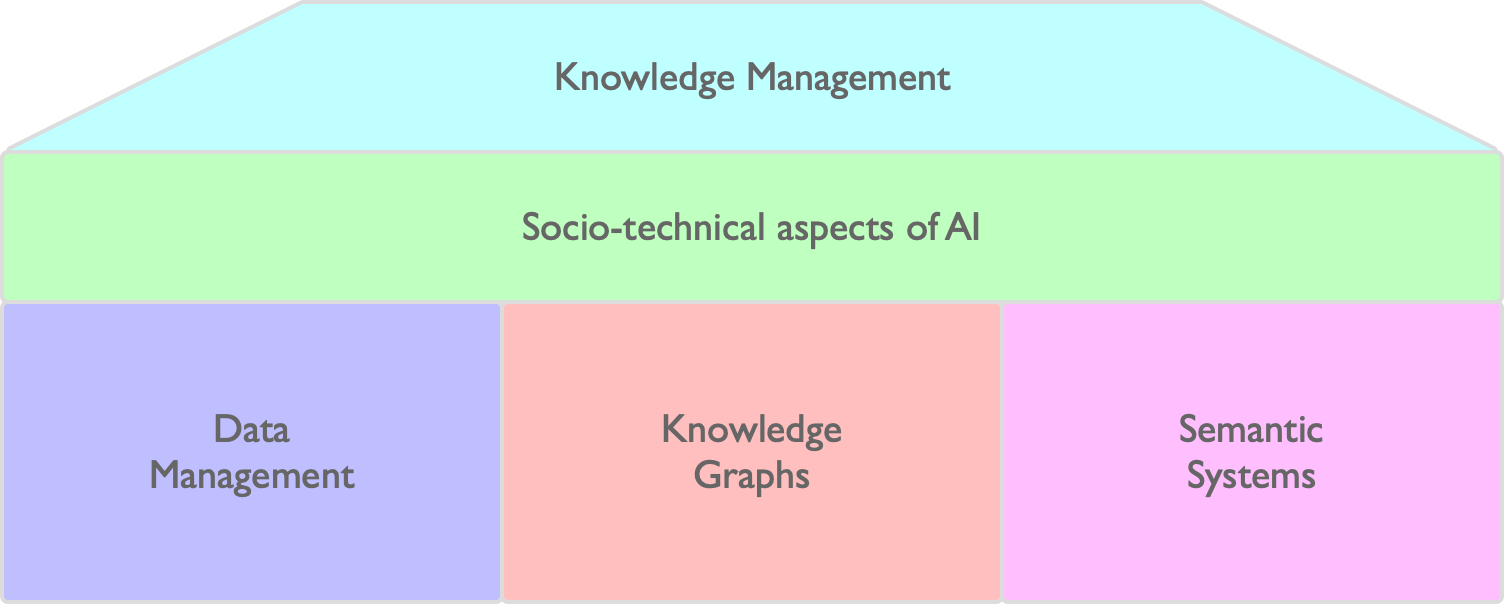 Knowledge Management
Socio-technical aspects of AI
Data
Management
Knowledge
Graphs
Semantic
Systems